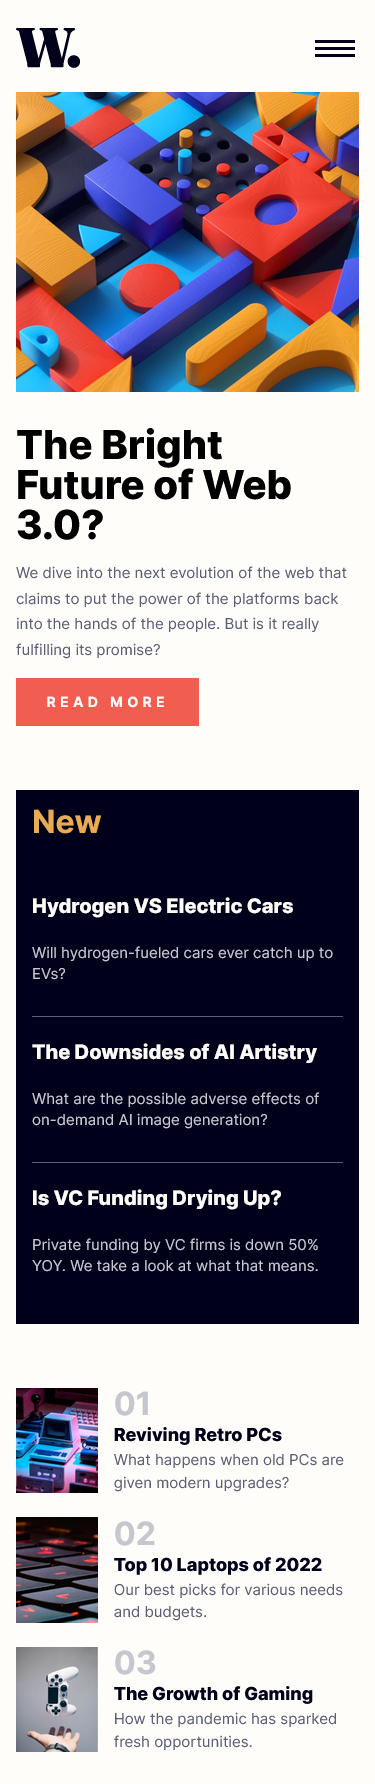 W.
The Bright
Future of Web
3.0?
We dive into the next evolution of the web that
claims to put the power of the platforms back
into the hands of the people. But is it really
fulfilling its promise?
READ MORE
New
Hydrogen VS Electric Cars
Will hydrogen-fueled cars ever catch up to
EVs?
The Downsides of AI Artistry
What are the possible adverse effects of
on-demand AI image generation?
Is VC Funding Drying Up?
Private funding by VC firms is down 50%
YOY. We take a look at what that means.
01
Reviving Retro PCs
What happens when old PCs are
given modern upgrades?
02
Top 10 Laptops of 2022
Our best picks for various needs
and budgets.
03
The Growth of Gaming
How the pandemic has sparked
fresh opportunities.